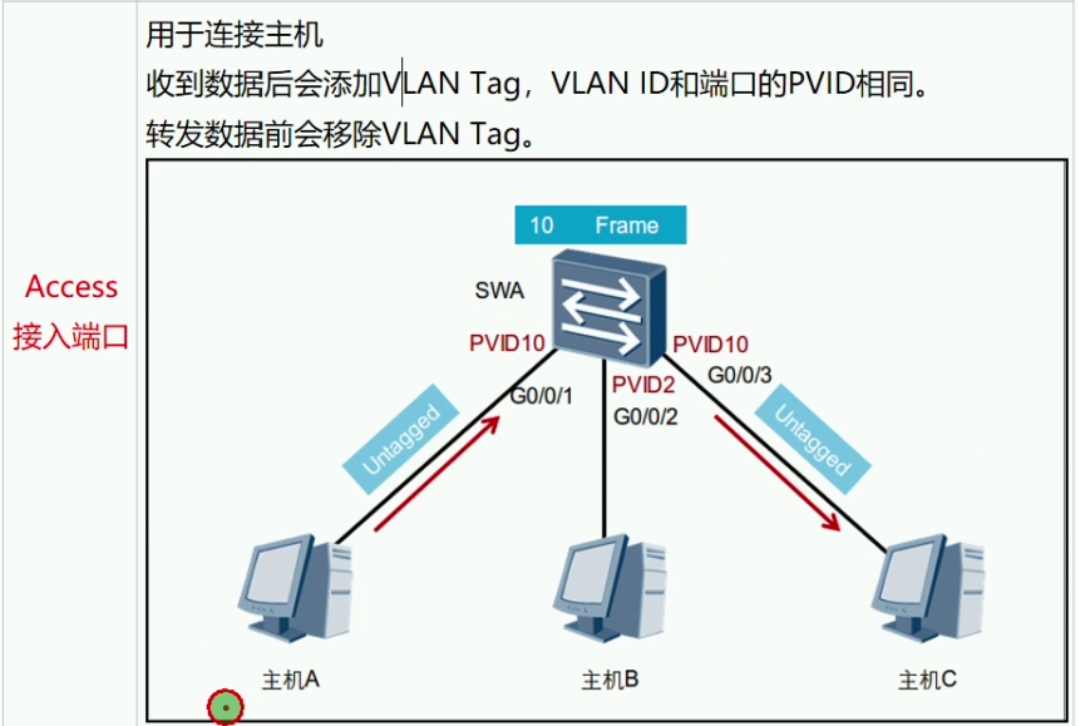 用于连接主机
收到数据后会添加VLAN Tag，VLAN ID和端口的PVID相同。
转发数据前会移除VLAN Tag。
Access
接入端口
10 Frame
SWA
PVID10
PVID10
G0/0/1
PVID2
G0/0/3
G0/0/2
Untagged
Untagged
主机A
主机B
主机C